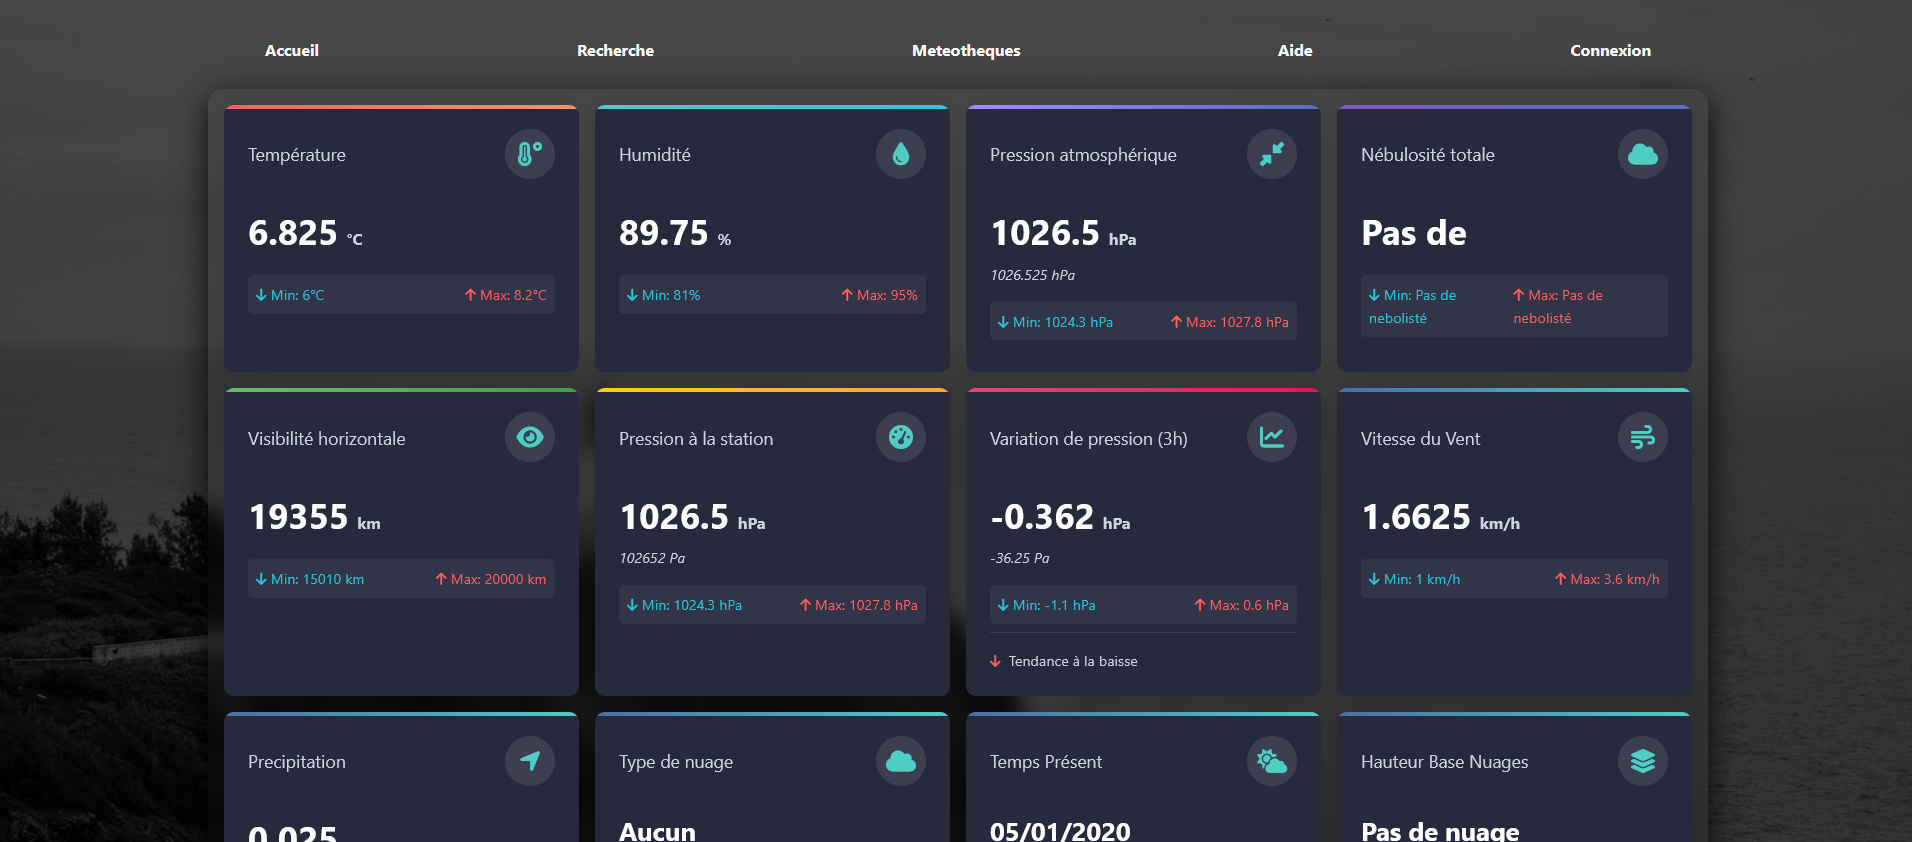 Accueil
Recherche
Meteotheques
Aide
Connexion
Température
6.825 °C
Min: 6°C
Max: 8.2°C
Humidité
89.75 %
Min: 81%
Max: 95%
Pression atmosphérique
1026.5 hPa
1026.525 hPa
Min: 1024.3 hPa
Max: 1027.8 hPa
Nébulosité totale
Pas de
Min: Pas de
nebolisté
Max: Pas de
nebolisté
Visibilité horizontale
19355 km
Min: 15010 km
Max: 20000 km
Pression à la station
1026.5 hPa
102652 Pa
Min: 1024.3 hPa
Max: 1027.8 hPa
Variation de pression (3h)
-0.362 hPa
-36.25 Pa
Min: -1.1 hPa
Max: 0.6 hPa
Tendance à la baisse
Vitesse du Vent
1.6625 km/h
Min: 1 km/h
Max: 3.6 km/h
Precipitation
0.025
Type de nuage
Aucun
Temps Présent
05/01/2020
Hauteur Base Nuages
Pas de nuage